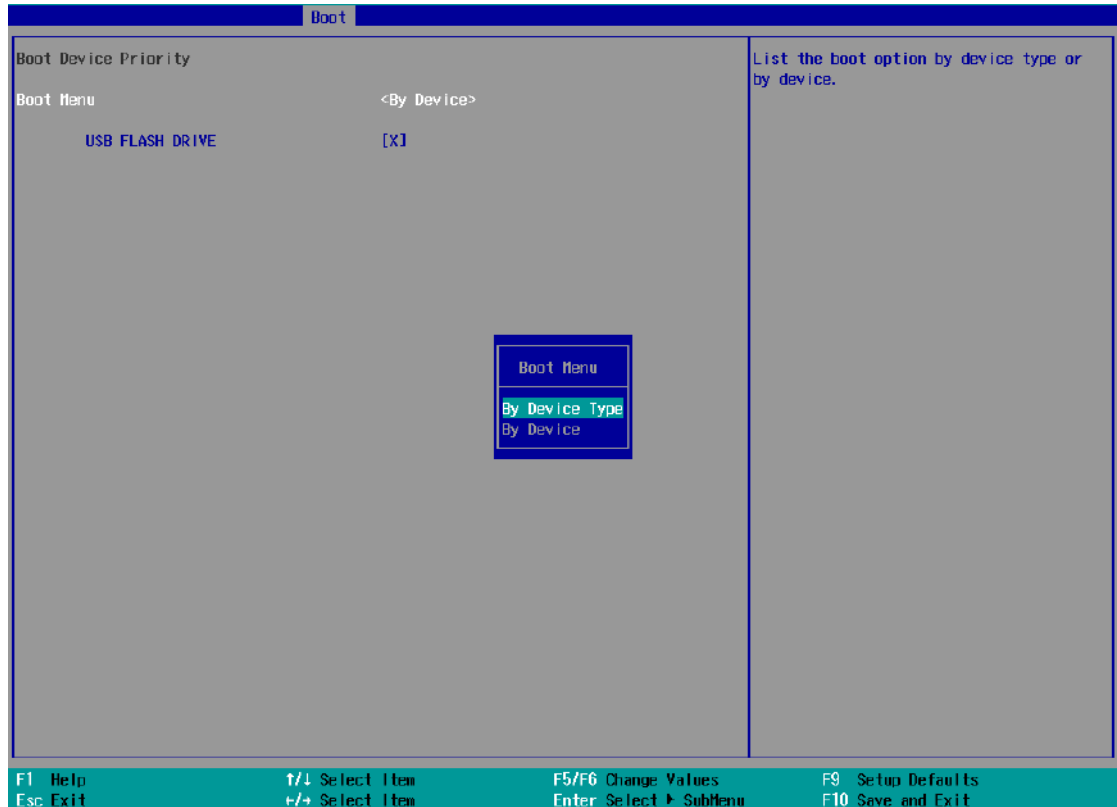 Boot
Boot Device Priority
Boot Menu <By Device>
USB FLASH DRIVE [X]
List the boot option by device type or
by device.
Boot Menu
By Device Type
By Device
F1 Help ↑/↓ Select Item F5/F6 Change Values F9 Setup Defaults
Esc Exit ←/→ Select Item Enter Select ▶ SubMenu F10 Save and Exit